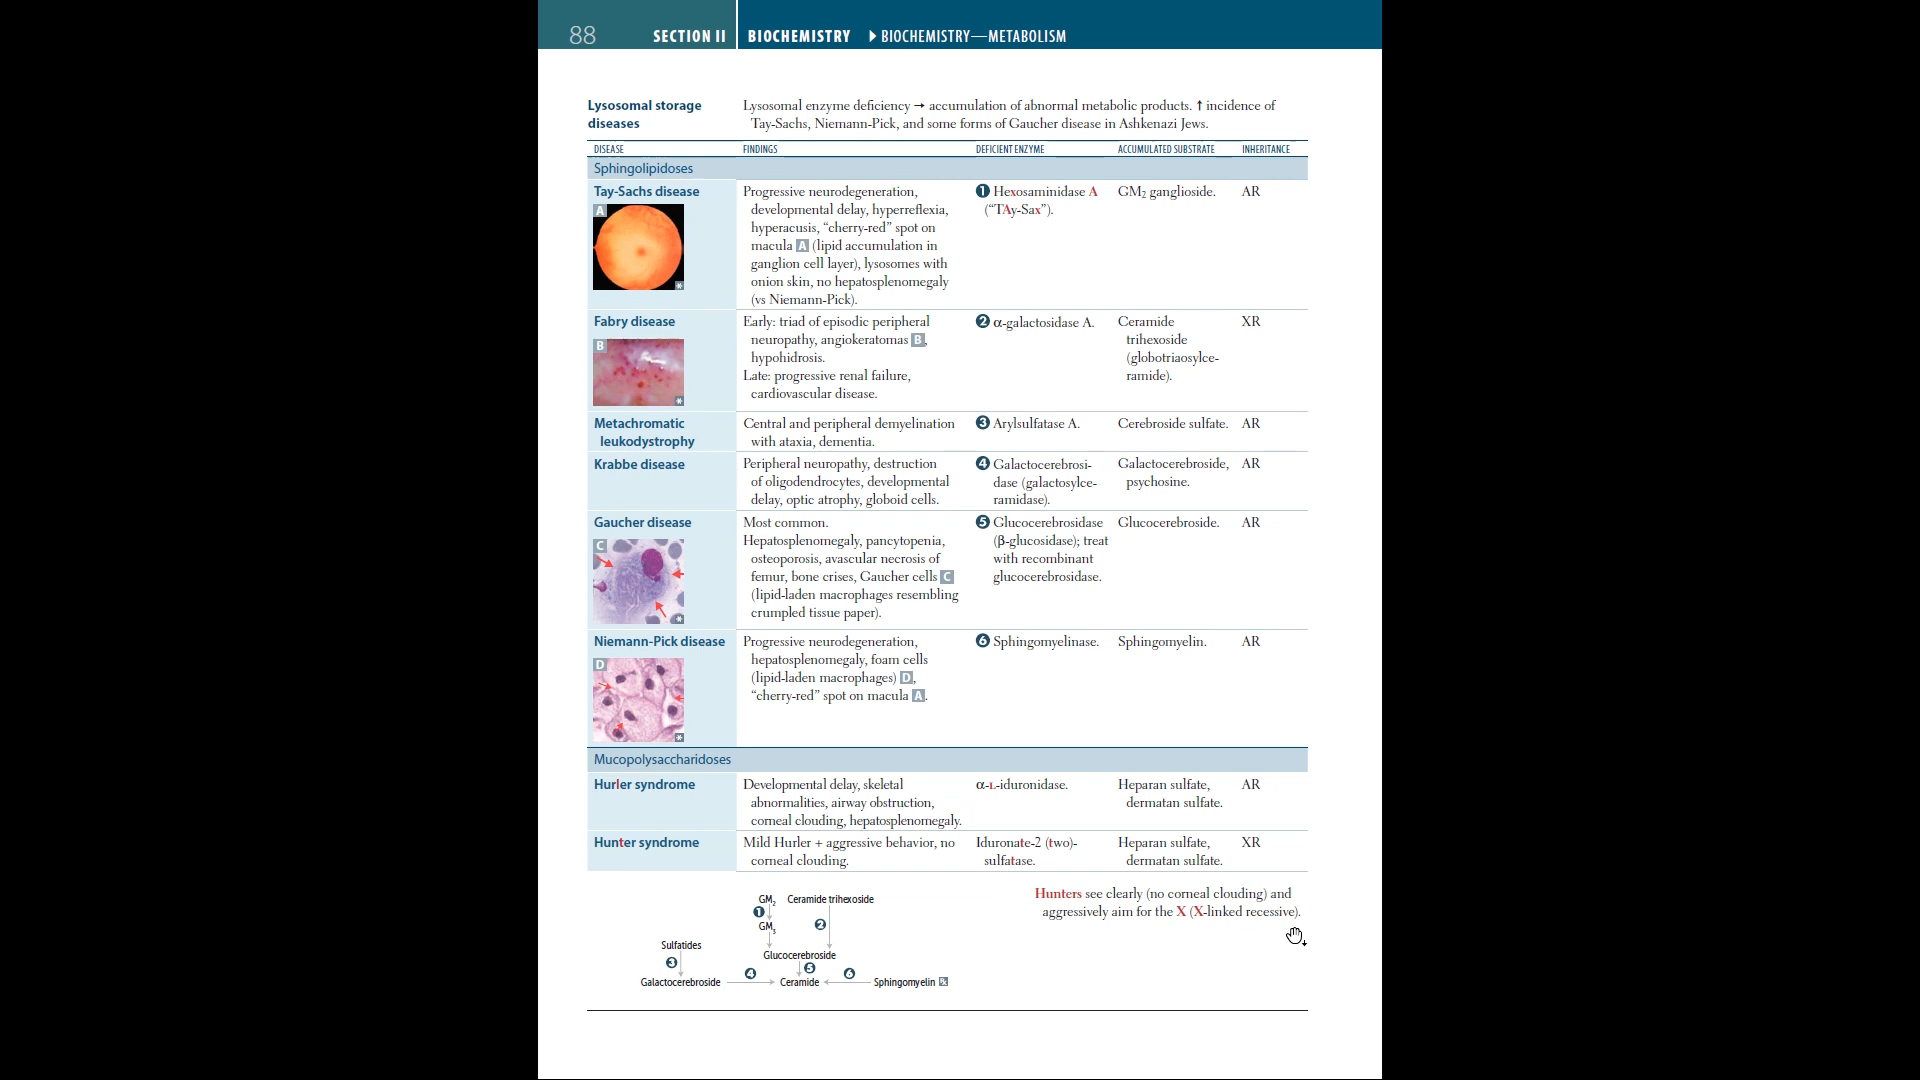 88 SECTION II BIOCHEMISTRY ▶ BIOCHEMISTRY—METABOLISM
Lysosomal storage
diseases
Lysosomal enzyme deficiency → accumulation of abnormal metabolic products. ↑ incidence of
Tay-Sachs, Niemann-Pick, and some forms of Gaucher disease in Ashkenazi Jews.
DISEASE FINDINGS DEFICIENT ENZYME ACCUMULATED SUBSTRATE INHERITANCE
Sphingolipidoses
Tay-Sachs disease
A
Progressive neurodegeneration,
developmental delay, hyperreflexia,
hyperacusis, “cherry-red” spot on
macula A (lipid accumulation in
ganglion cell layer), lysosomes with
onion skin, no hepatosplenomegaly
(vs Niemann-Pick).
❶ Hexosaminidase A
(“TAy-Sax”).
GM₂ ganglioside.
AR
Fabry disease
B
Early: triad of episodic peripheral
neuropathy, angiokeratomas B,
hypohidrosis.
Late: progressive renal failure,
cardiovascular disease.
❷ α-galactosidase A.
Ceramide
trihexoside
(globotriaosylce-
ramide).
XR
Metachromatic
leukodystrophy
Central and peripheral demyelination
with ataxia, dementia.
❸ Arylsulfatase A.
Cerebroside sulfate.
AR
Krabbe disease
Peripheral neuropathy, destruction
of oligodendrocytes, developmental
delay, optic atrophy, globoid cells.
❹ Galactocerebrosi-
dase (galactosylce-
ramidase).
Galactocerebroside,
psychosine.
AR
Gaucher disease
C
Most common.
Hepatosplenomegaly, pancytopenia,
osteoporosis, avascular necrosis of
femur, bone crises, Gaucher cells C
(lipid-laden macrophages resembling
crumpled tissue paper).
❺ Glucocerebrosidase
(β-glucosidase); treat
with recombinant
glucocerebrosidase.
Glucocerebroside.
AR
Niemann-Pick disease
D
Progressive neurodegeneration,
hepatosplenomegaly, foam cells
(lipid-laden macrophages) D,
“cherry-red” spot on macula A.
❻ Sphingomyelinase.
Sphingomyelin.
AR
Mucopolysaccharidoses
Hurler syndrome
Developmental delay, skeletal
abnormalities, airway obstruction,
corneal clouding, hepatosplenomegaly.
α-L-iduronidase.
Heparan sulfate,
dermatan sulfate.
AR
Hunter syndrome
Mild Hurler + aggressive behavior, no
corneal clouding.
Iduronate-2 (two)-
sulfatase.
Heparan sulfate,
dermatan sulfate.
XR
Hunters see clearly (no corneal clouding) and
aggressively aim for the X (X-linked recessive).
GM₂ Ceramide trihexoside
❶ ❷
GM₃
Sulfatides
Glucocerebroside
❸ ❺
❹ ❻
Galactocerebroside Ceramide Sphingomyelin